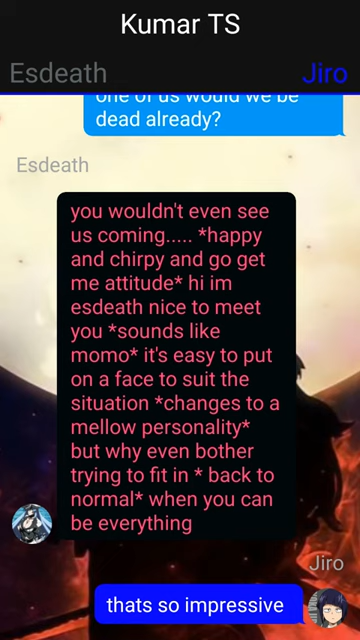 Kumar TS
Esdeath
Jiro
one of us would we be
dead already?
Esdeath
you wouldn't even see
us coming..... *happy
and chirpy and go get
me attitude* hi im
esdeath nice to meet
you *sounds like
momo* it's easy to put
on a face to suit the
situation *changes to a
mellow personality*
but why even bother
trying to fit in * back to
normal* when you can
be everything
Jiro
thats so impressive